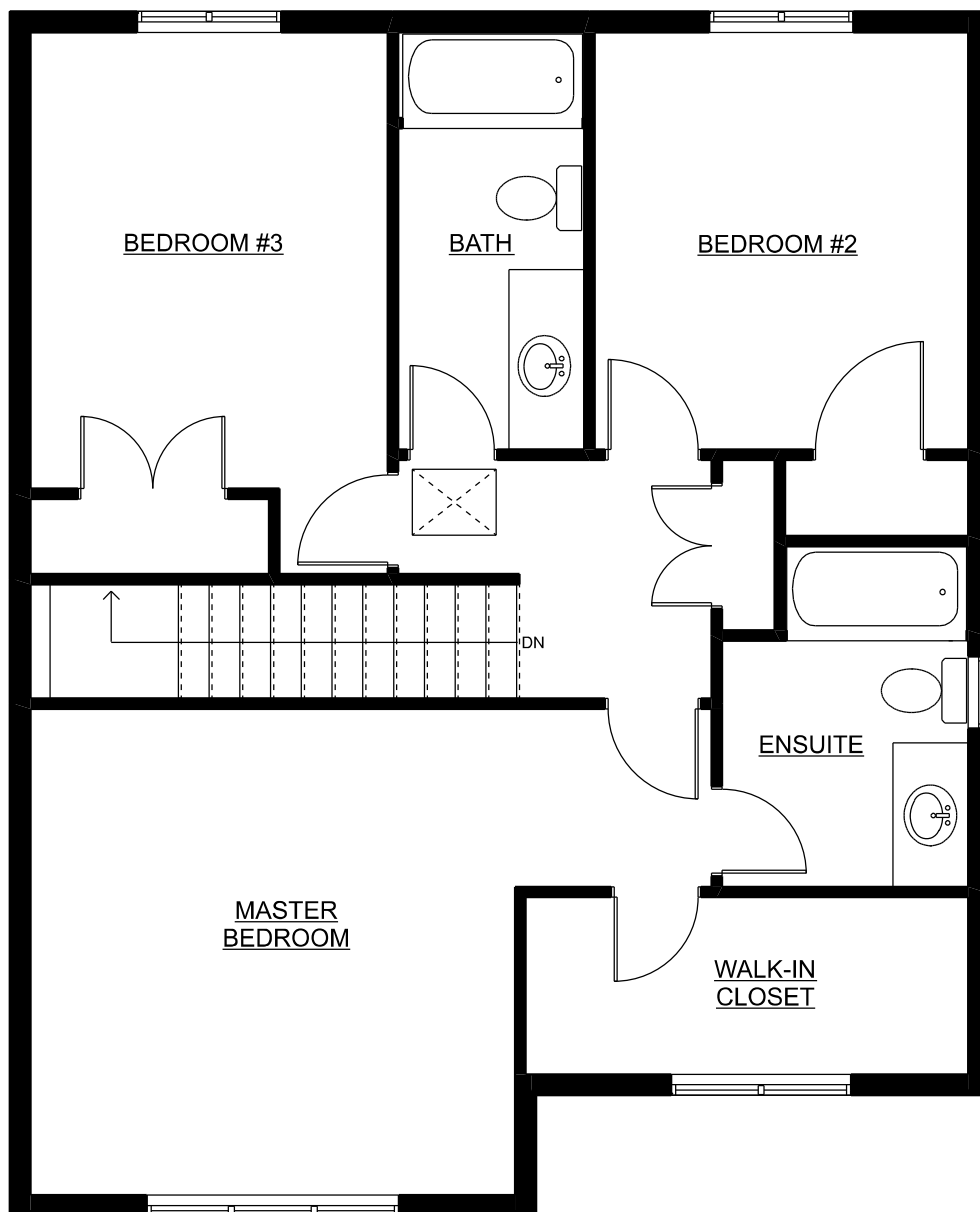 BEDROOM #3
BATH
BEDROOM #2
DN
ENSUITE
MASTER
BEDROOM
WALK-IN
CLOSET